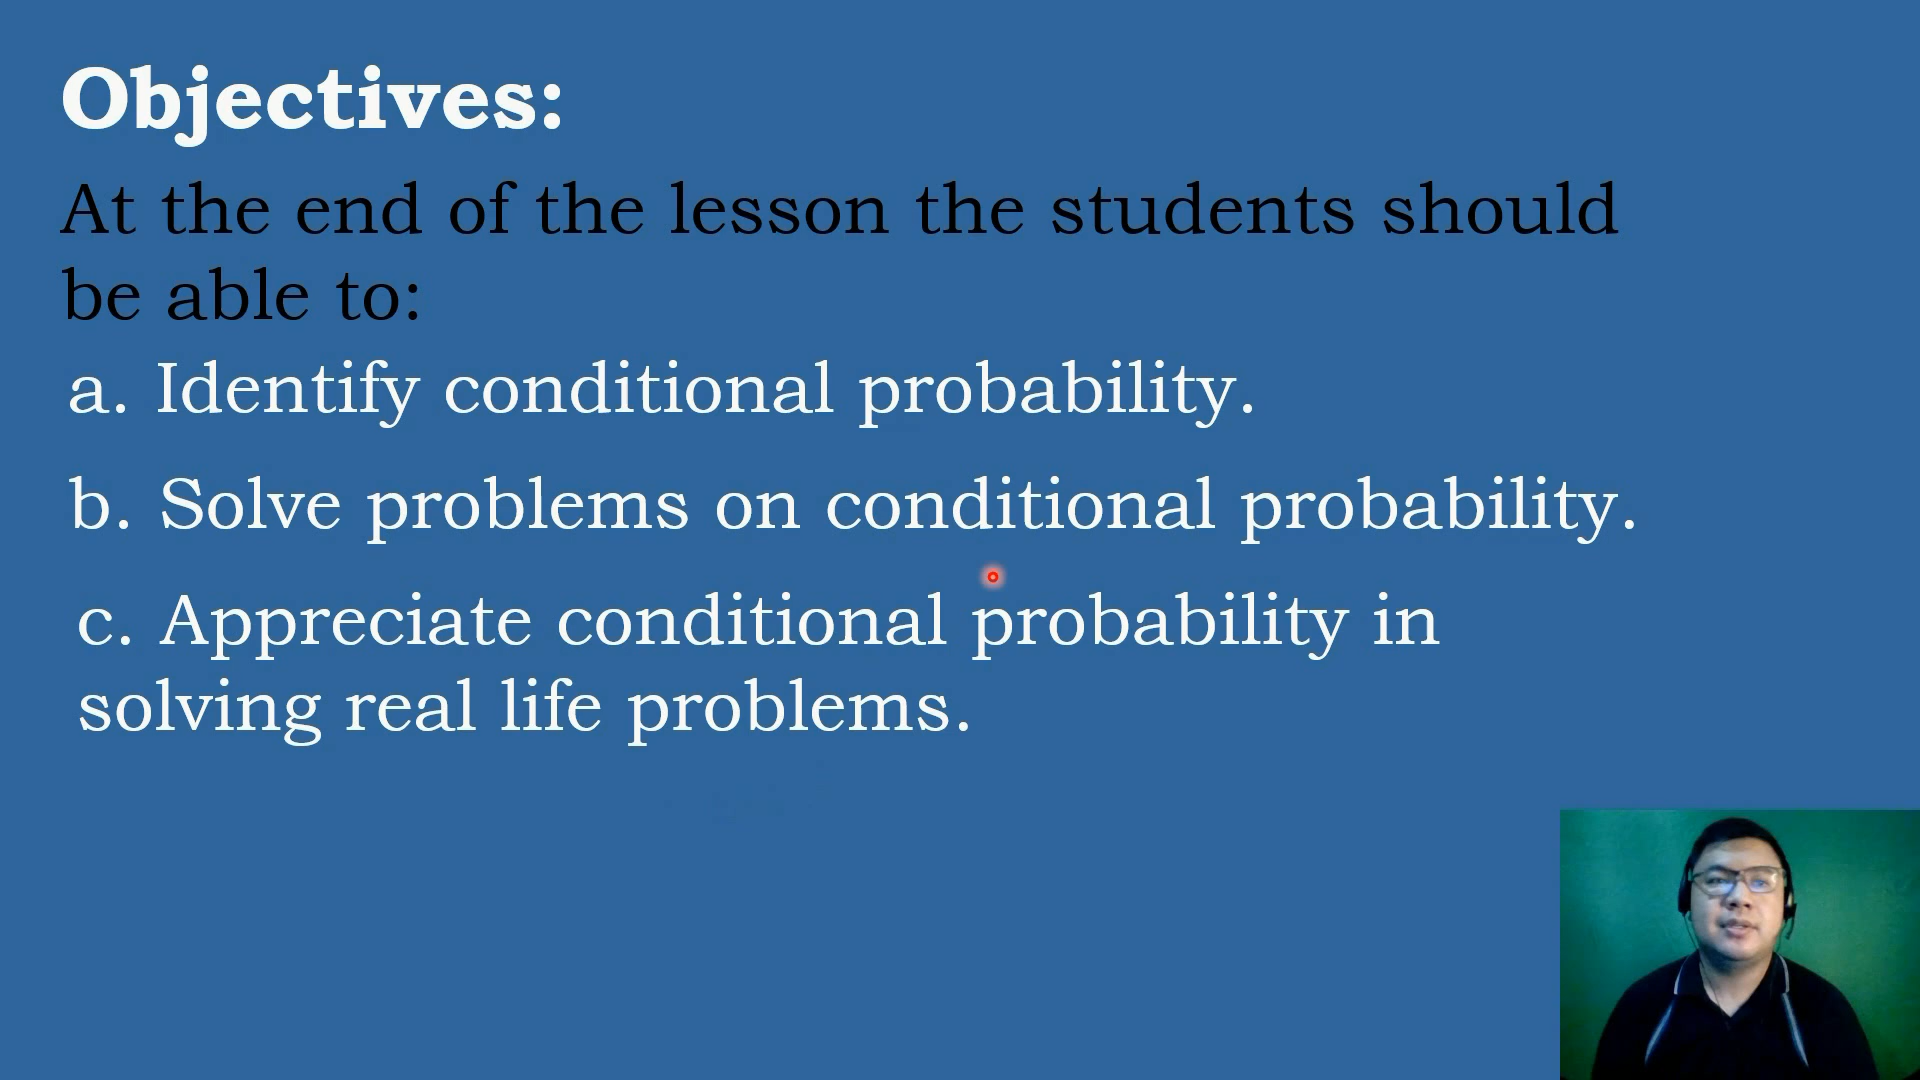 Objectives:
At the end of the lesson the students should
be able to:
a. Identify conditional probability.
b. Solve problems on conditional probability.
c. Appreciate conditional probability in
solving real life problems.